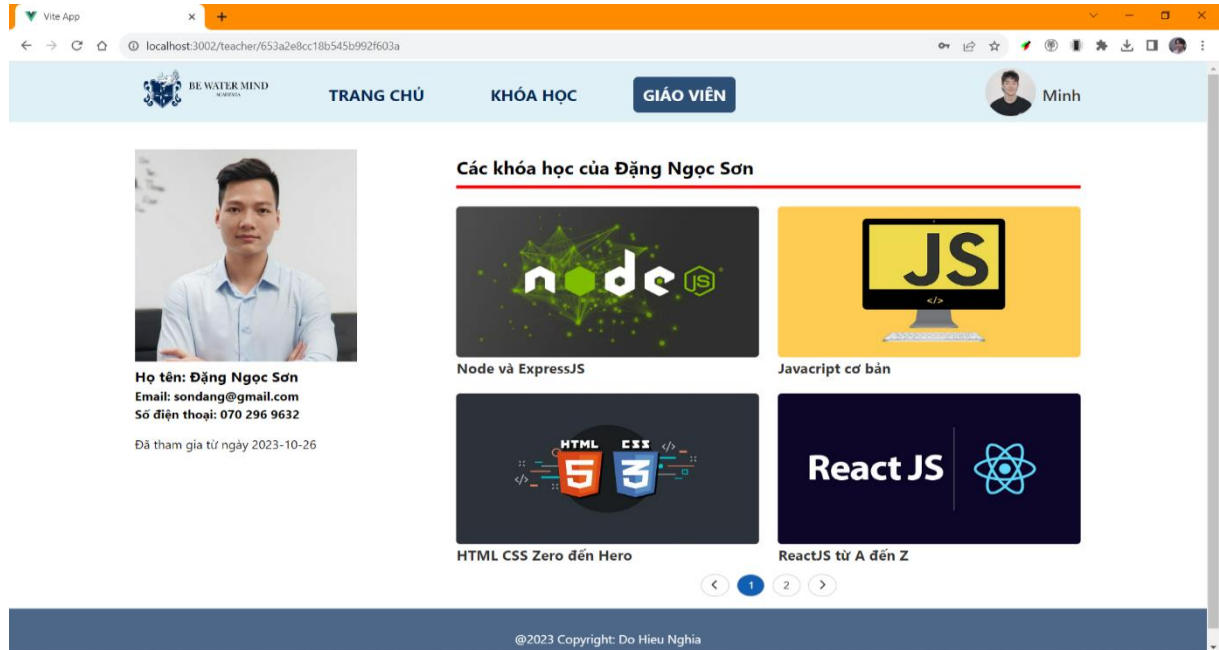 Vite App
localhost:3002/teacher/653a2e8cc18b545b992f603a
BE WATER MIND
ACADEMIA
TRANG CHỦ
KHÓA HỌC
GIÁO VIÊN
Minh
Các khóa học của Đặng Ngọc Sơn
node JS
JS
</>
Node và ExpressJS
Javacript cơ bản
Họ tên: Đặng Ngọc Sơn
Email: sondang@gmail.com
Số điện thoại: 070 296 9632
Đã tham gia từ ngày 2023-10-26
HTML CSS </>
</> 5 3
React JS
HTML CSS Zero đến Hero
ReactJS từ A đến Z
1 2
@2023 Copyright: Do Hieu Nghia